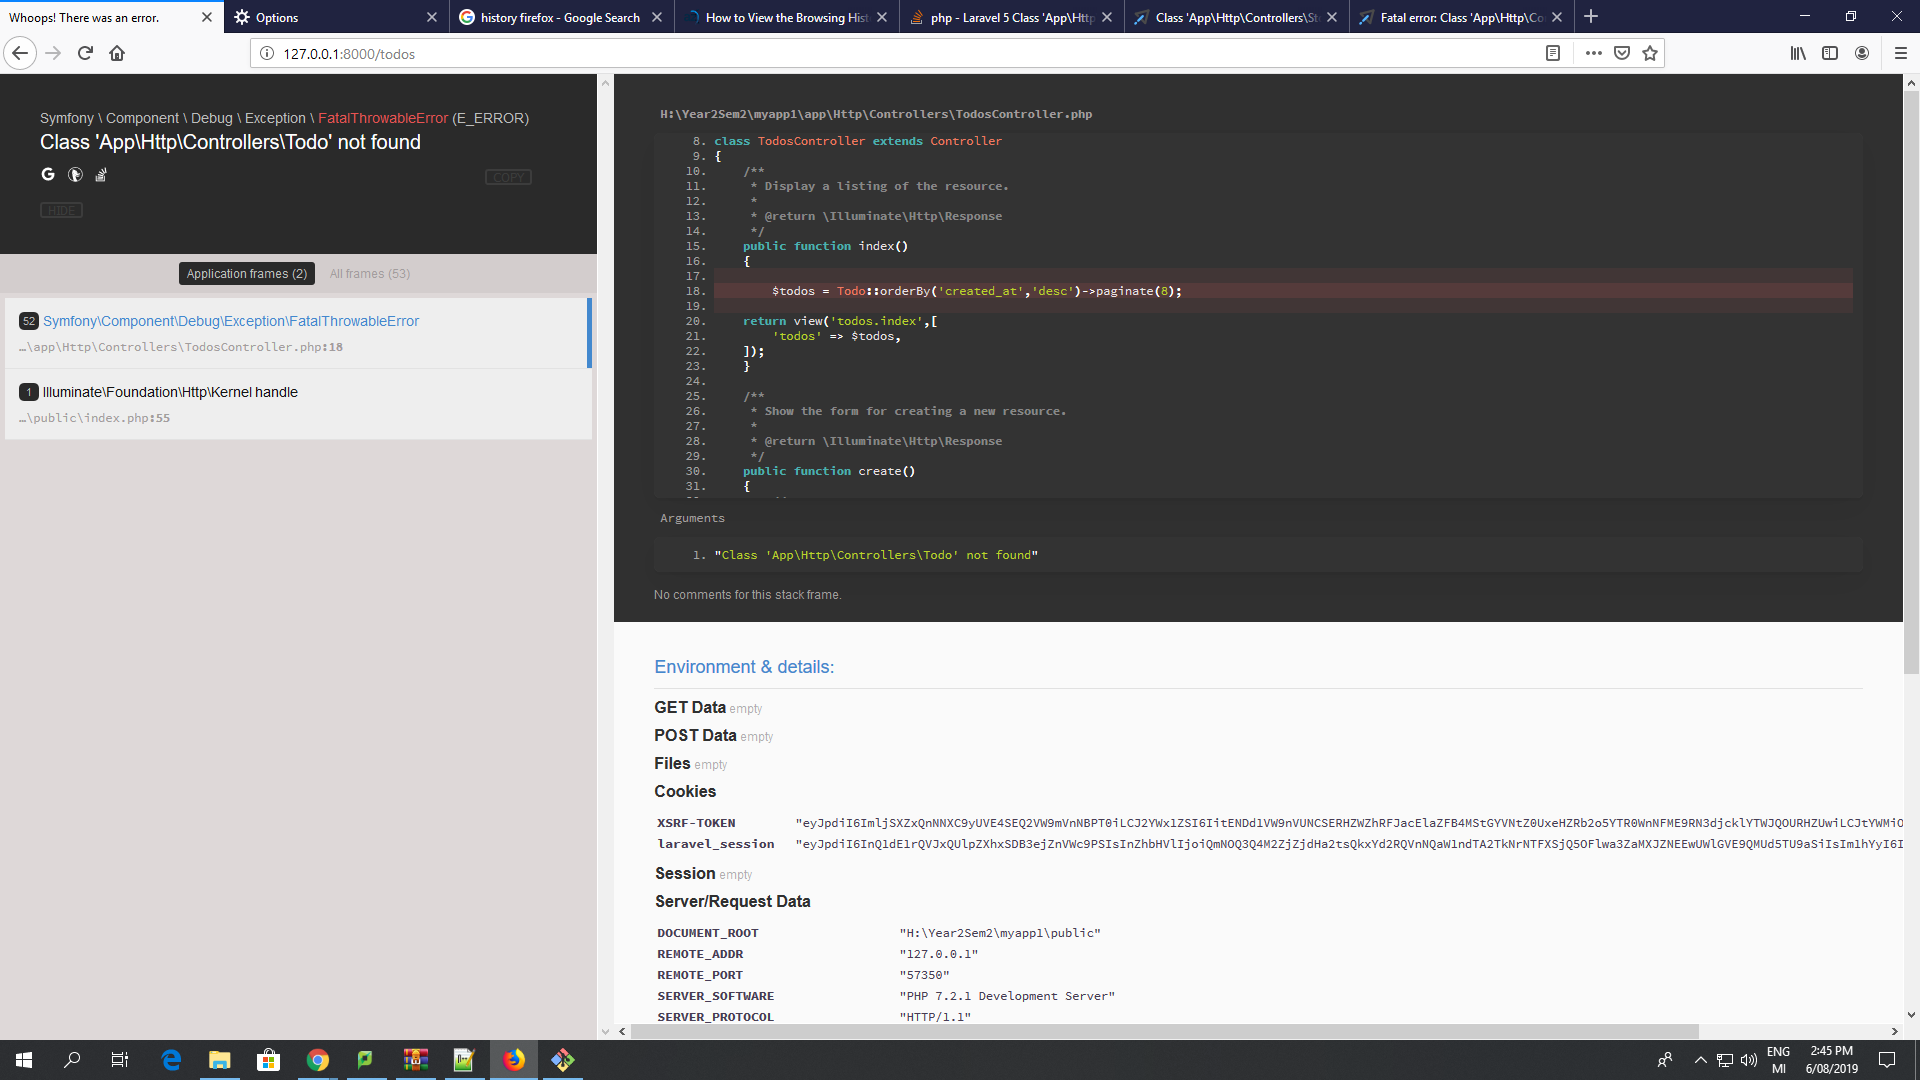 Whoops! There was an error.
Options
history firefox - Google Search
How to View the Browsing His
php - Laravel 5 Class 'App\Http
Class 'App\Http\Controllers\St
Fatal error: Class 'App\Http\Co
127.0.0.1:8000/todos
Symfony \ Component \ Debug \ Exception \ FatalThrowableError (E_ERROR)
Class 'App\Http\Controllers\Todo' not found
COPY
HIDE
Application frames (2)
All frames (53)
52 Symfony\Component\Debug\Exception\FatalThrowableError
…\app\Http\Controllers\TodosController.php:18
1 Illuminate\Foundation\Http\Kernel handle
…\public\index.php:55
H:\Year2Sem2\myapp1\app\Http\Controllers\TodosController.php
8. class TodosController extends Controller
9. {
10. /**
11. * Display a listing of the resource.
12. *
13. * @return \Illuminate\Http\Response
14. */
15. public function index()
16. {
17.
18. $todos = Todo::orderBy('created_at','desc')->paginate(8);
19.
20. return view('todos.index',[
21. 'todos' => $todos,
22. ]);
23. }
24.
25. /**
26. * Show the form for creating a new resource.
27. *
28. * @return \Illuminate\Http\Response
29. */
30. public function create()
31. {
Arguments
1. "Class 'App\Http\Controllers\Todo' not found"
No comments for this stack frame.
Environment & details:
GET Data empty
POST Data empty
Files empty
Cookies
XSRF-TOKEN
laravel_session
Session empty
Server/Request Data
DOCUMENT_ROOT "H:\Year2Sem2\myapp1\public"
REMOTE_ADDR "127.0.0.1"
REMOTE_PORT "57350"
SERVER_SOFTWARE "PHP 7.2.1 Development Server"
SERVER_PROTOCOL "HTTP/1.1"
ENG
MI
2:45 PM
6/08/2019